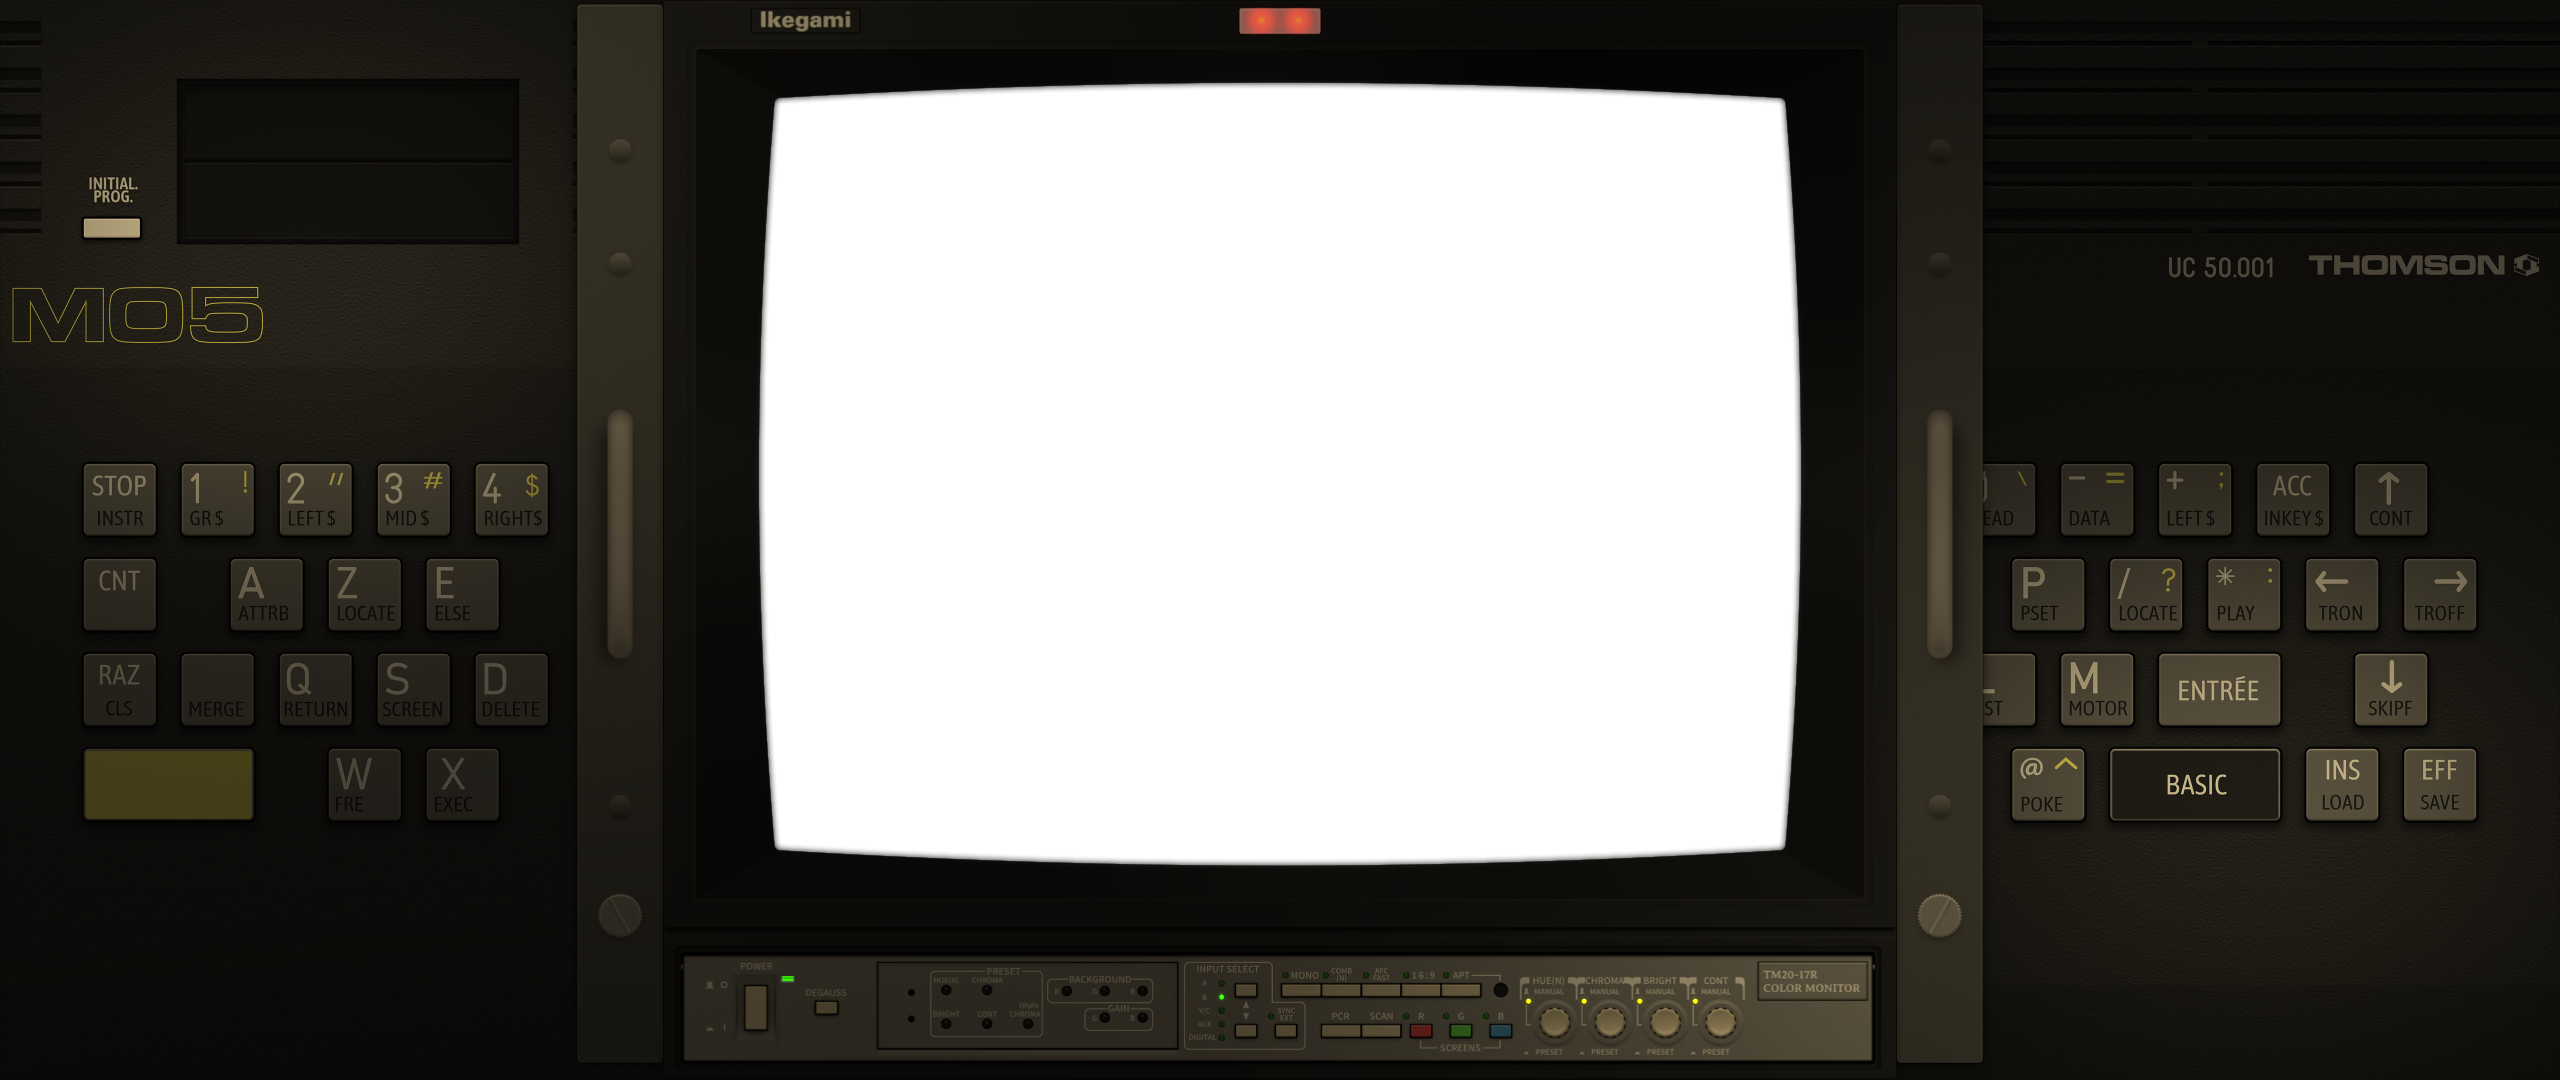 Ikegami
INITIAL.
PROG.
MO5
UC 50.001 THOMSON
STOP
INSTR
1 !
GR $
2 "
LEFT $
3 #
MID $
4 $
RIGHT$
\
EAD
- =
DATA
+ ;
LEFT $
ACC
INKEY $
↑
CONT
CNT
A
ATTRB
Z
LOCATE
E
ELSE
P
PSET
/ ?
LOCATE
* :
PLAY
←
TRON
→
TROFF
RAZ
CLS
MERGE
Q
RETURN
S
SCREEN
D
DELETE
ST
M
MOTOR
ENTRÉE
↓
SKIPF
W
FRE
X
EXEC
@ ^
POKE
BASIC
INS
LOAD
EFF
SAVE
POWER
DEGAUSS
PRESET
HUE(N) CHROMA
BRIGHT CONT YPbPr CHROMA
BACKGROUND
R G B
GAIN
G B
INPUT SELECT
A
B
Y/C
AUX
DIGITAL
SYNC
EXT
MONO COMB (N) AFC FAST 16:9 APT
PCR SCAN R G B
SCREENS
HUE(N) CHROMA BRIGHT CONT
MANUAL MANUAL MANUAL MANUAL
PRESET PRESET PRESET PRESET
TM20-17R
COLOR MONITOR